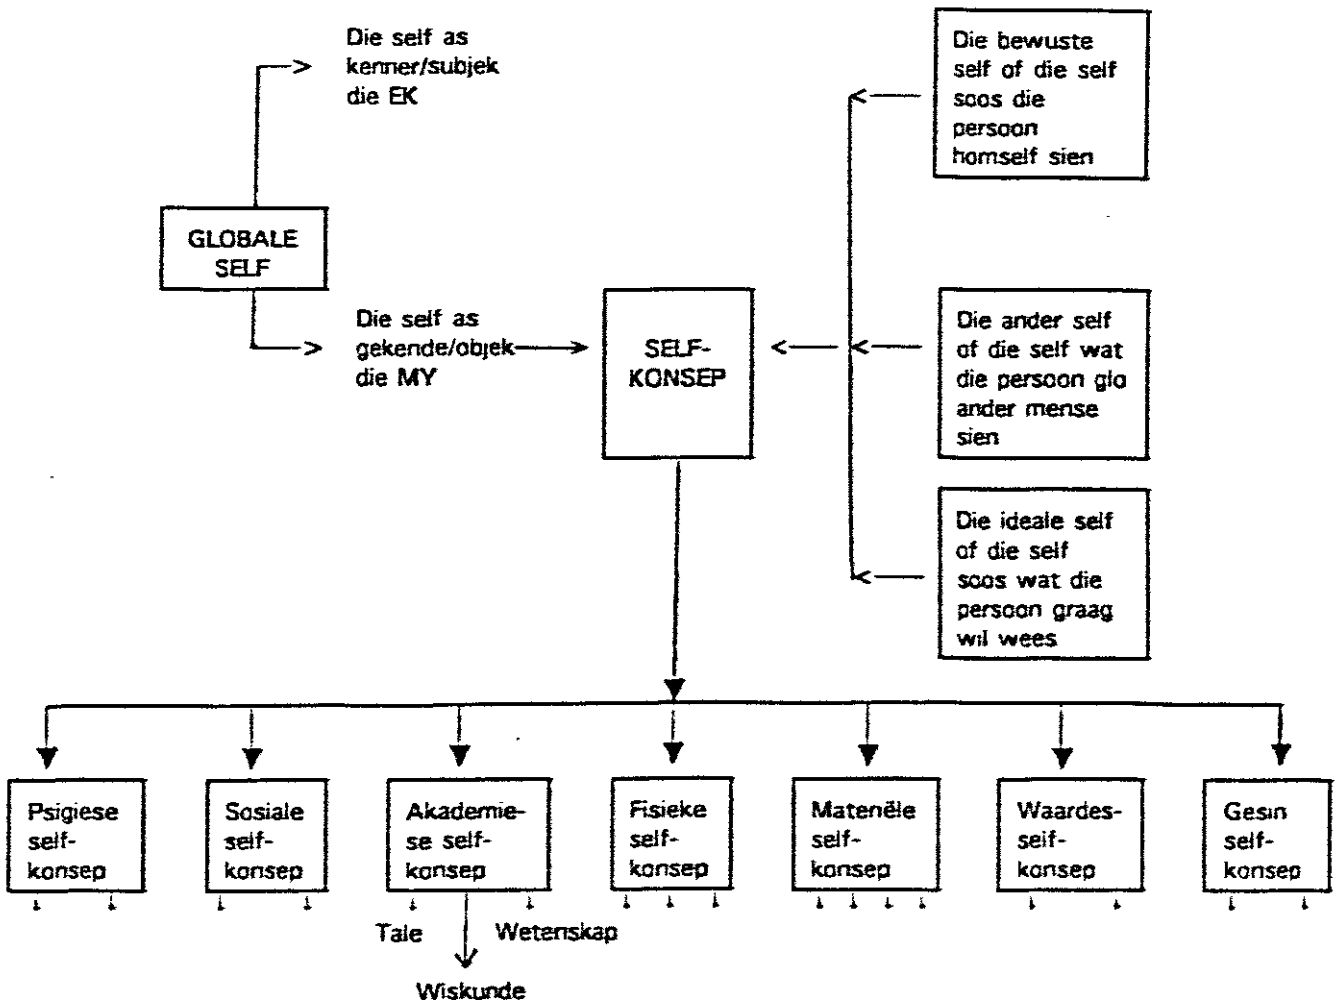 Die self as
kenner/subjek
die EK
Die bewuste
self of die self
soos die
persoon
homself sien
GLOBALE
SELF
Die self as
gekende/objek
die MY
SELF-
KONSEP
Die ander self
of die self wat
die persoon glo
ander mense
sien
Die ideale self
of die self
soos wat die
persoon graag
wil wees
Psigiese
self-
konsep
Sosiale
self-
konsep
Akademie-
se self-
konsep
Fisieke
self-
konsep
Materiële
self-
konsep
Waardes-
self-
konsep
Gesin
self-
konsep
Tale
Wetenskap
Wiskunde